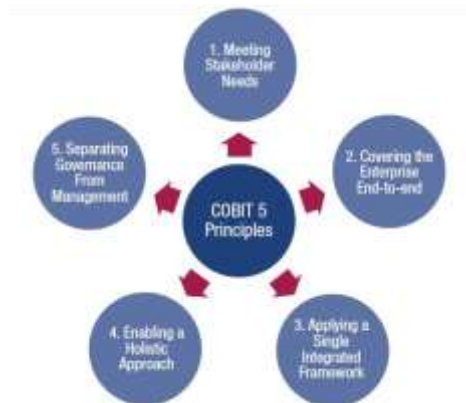 1. Meeting
Stakeholder
Needs
2. Covering the
Enterprise
End-to-end
3. Applying a
Single
Integrated
Framework
4. Enabling a
Holistic
Approach
5. Separating
Governance
From
Management
COBIT 5
Principles